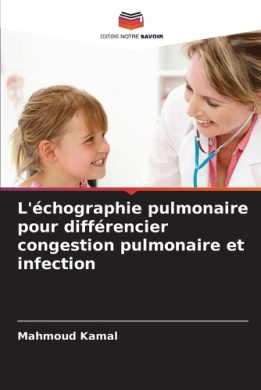 EDITIONS NOTRE SAVOIR
L'échographie pulmonaire
pour différencier
congestion pulmonaire et
infection
Mahmoud Kamal